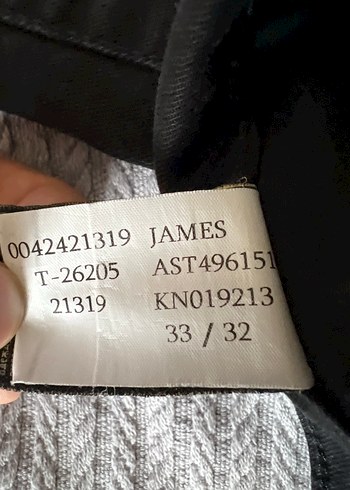 0042421319 JAMES
T-26205 AST496151
21319 KN019213
33 / 32